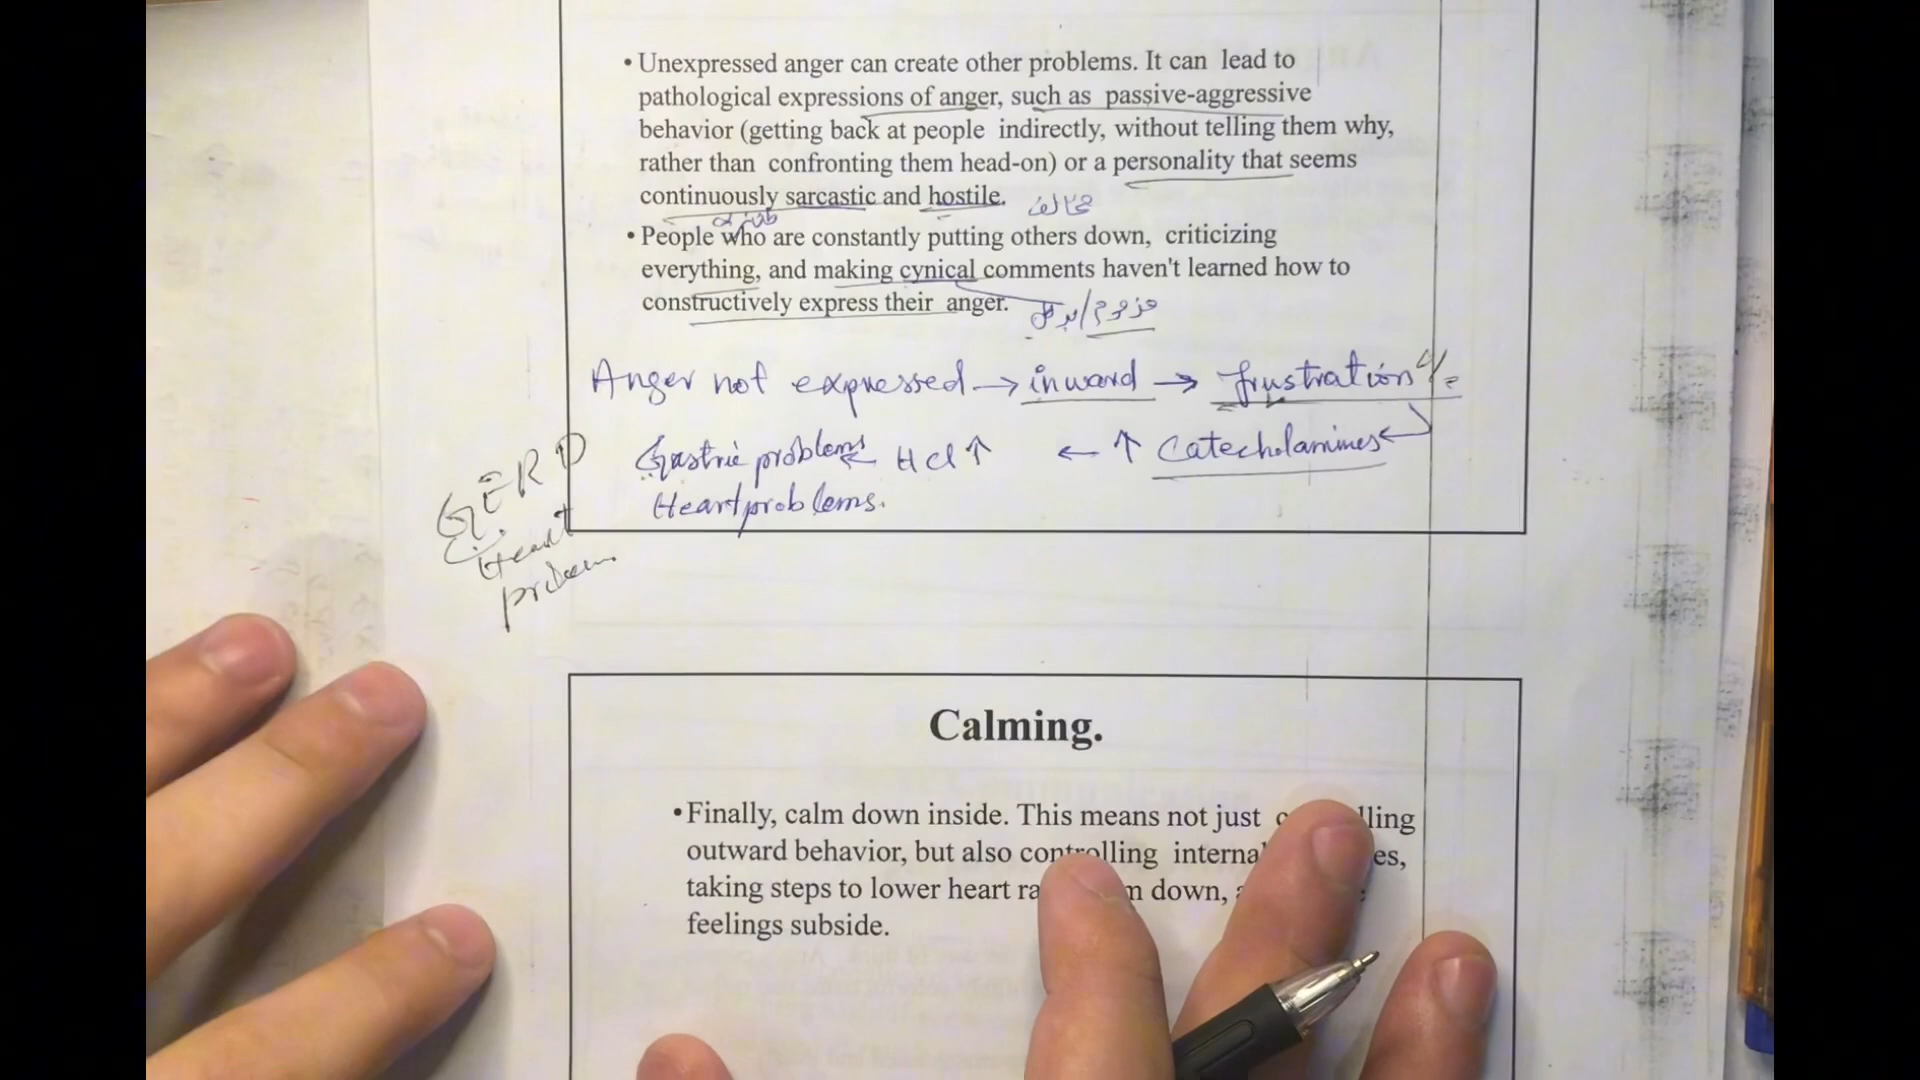 • Unexpressed anger can create other problems. It can lead to
pathological expressions of anger, such as passive-aggressive
behavior (getting back at people indirectly, without telling them why,
rather than confronting them head-on) or a personality that seems
continuously sarcastic and hostile.
• People who are constantly putting others down, criticizing
everything, and making cynical comments haven't learned how to
constructively express their anger.
Anger not expressed → inward → frustration
Gastric problems ← HCl ↑ ← ↑ Catecholamines ←
Heart problems.
GERD
Heart
problem
Calming.
• Finally, calm down inside. This means not just
outward behavior, but also controlling
taking steps to lower heart down,
feelings subside.